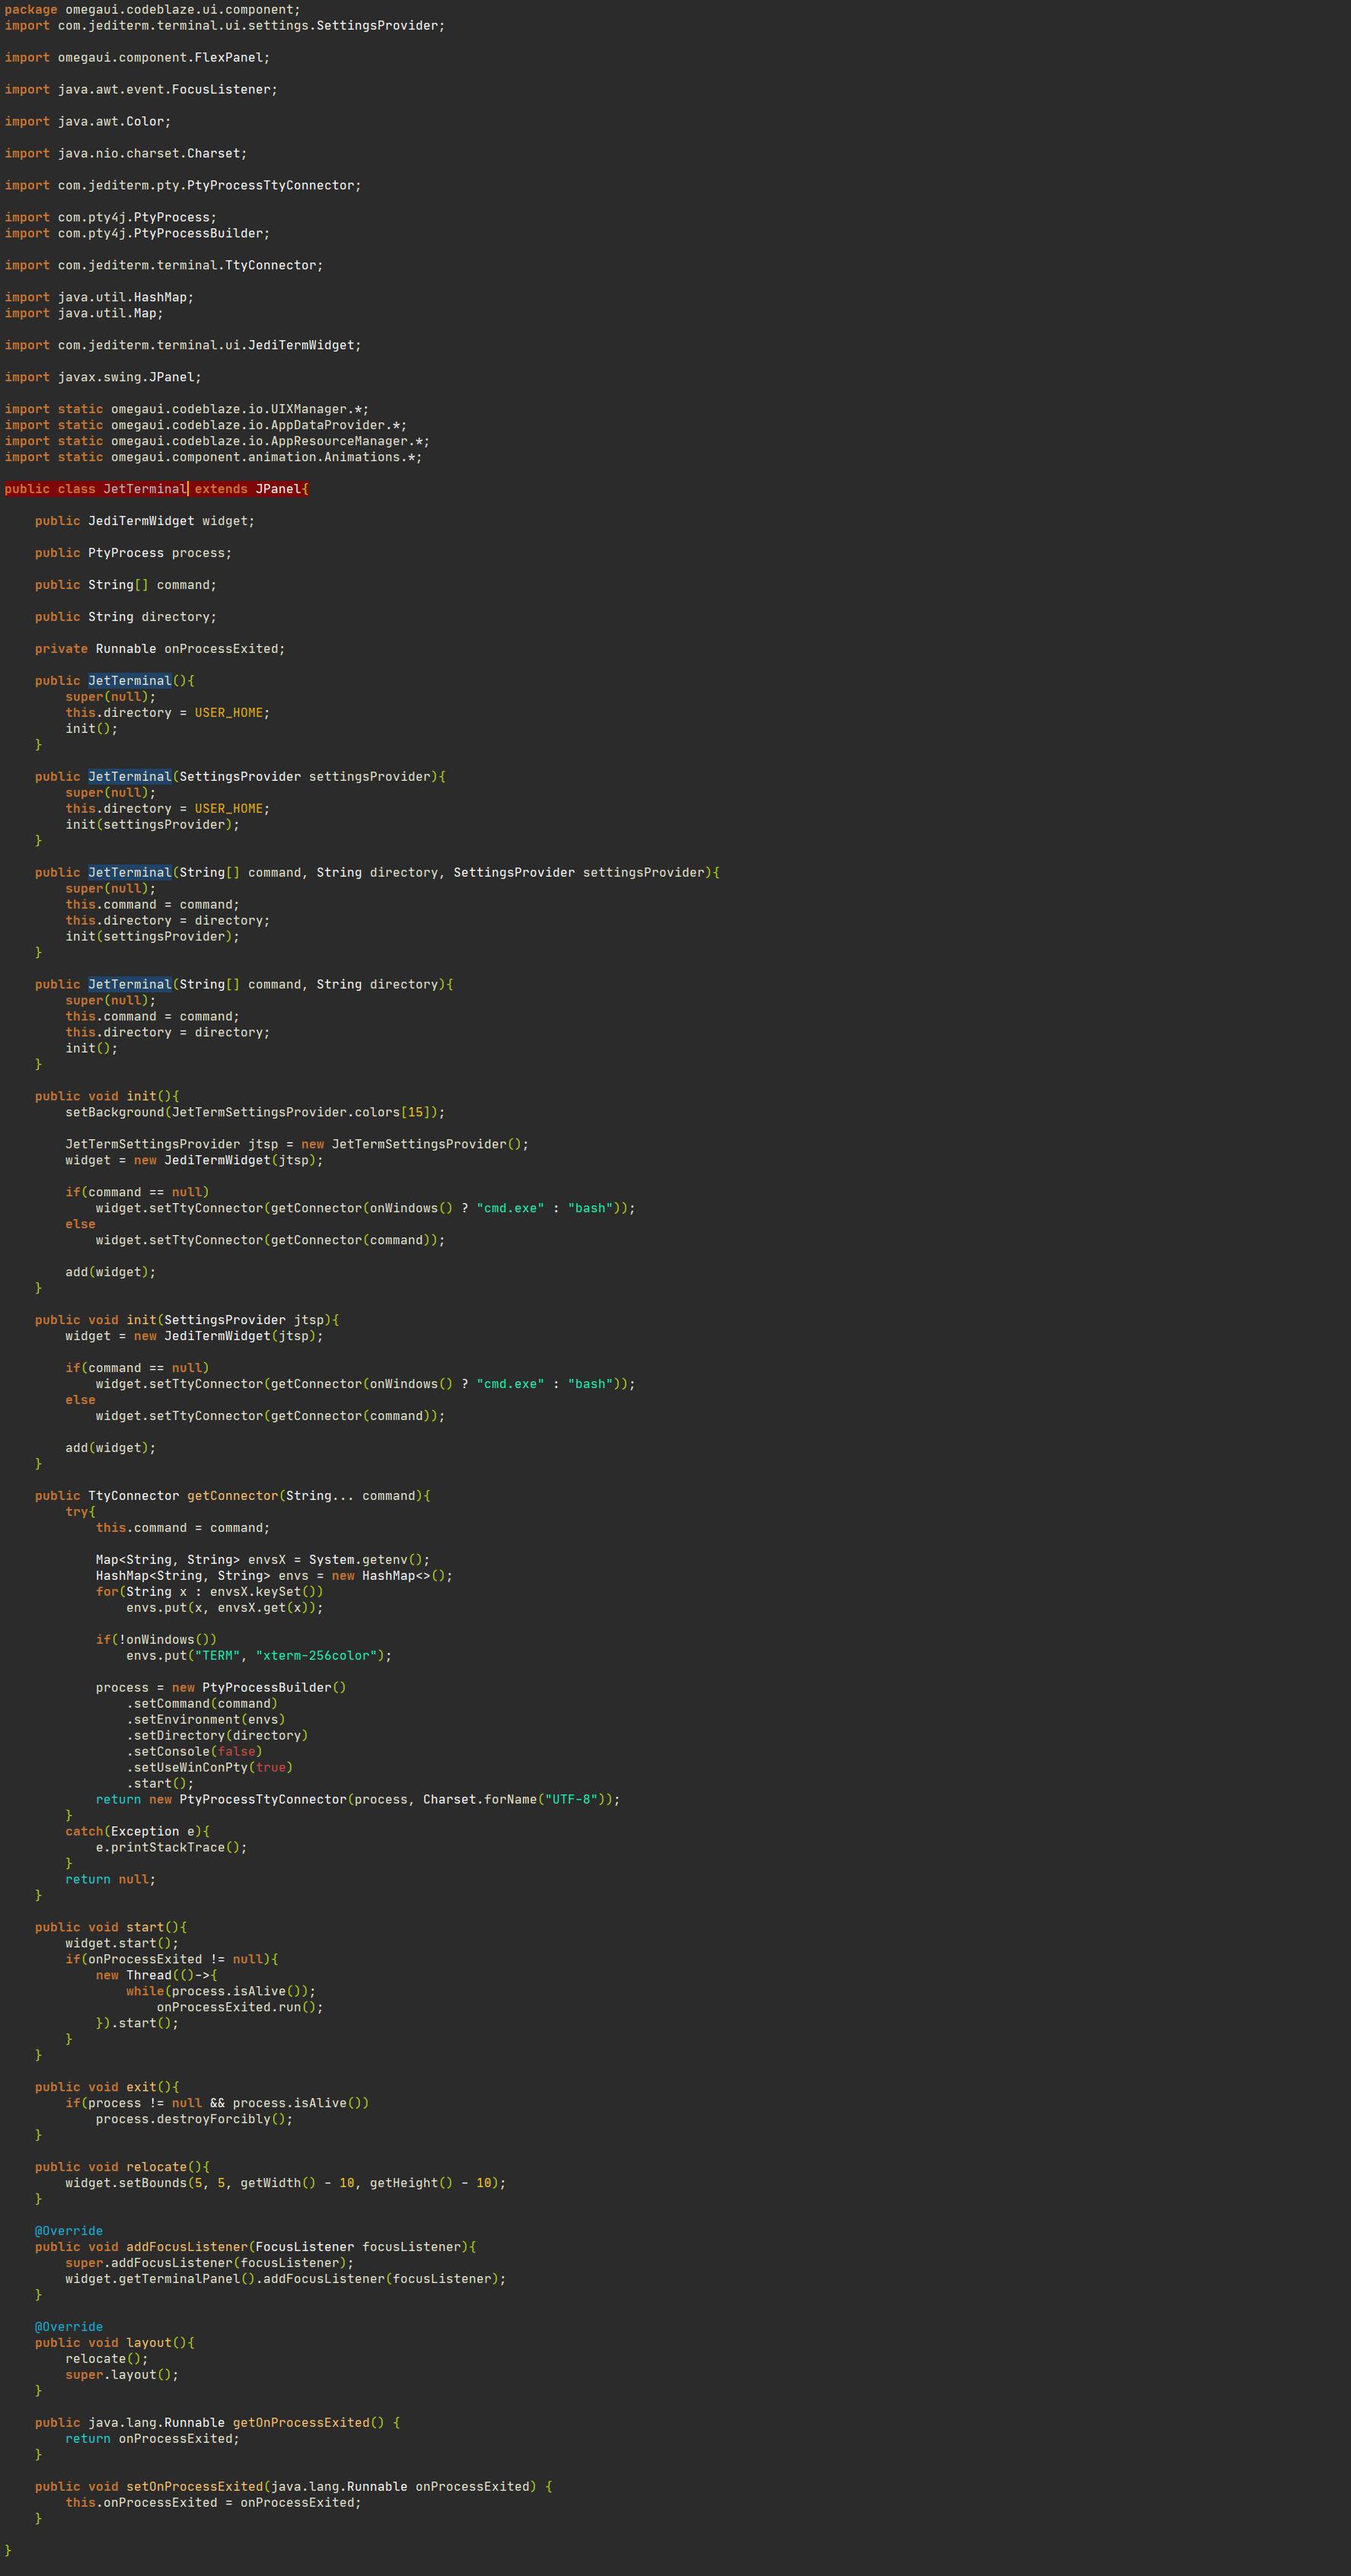 package omegaui.codeblaze.ui.component;
import com.jediterm.terminal.ui.settings.SettingsProvider;

import omegaui.component.FlexPanel;

import java.awt.event.FocusListener;

import java.awt.Color;

import java.nio.charset.Charset;

import com.jediterm.pty.PtyProcessTtyConnector;

import com.pty4j.PtyProcess;
import com.pty4j.PtyProcessBuilder;

import com.jediterm.terminal.TtyConnector;

import java.util.HashMap;
import java.util.Map;

import com.jediterm.terminal.ui.JediTermWidget;

import javax.swing.JPanel;

import static omegaui.codeblaze.io.UIXManager.*;
import static omegaui.codeblaze.io.AppDataProvider.*;
import static omegaui.codeblaze.io.AppResourceManager.*;
import static omegaui.component.animation.Animations.*;

public class JetTerminal extends JPanel{

    public JediTermWidget widget;

    public PtyProcess process;

    public String[] command;

    public String directory;

    private Runnable onProcessExited;

    public JetTerminal(){
        super(null);
        this.directory = USER_HOME;
        init();
    }

    public JetTerminal(SettingsProvider settingsProvider){
        super(null);
        this.directory = USER_HOME;
        init(settingsProvider);
    }

    public JetTerminal(String[] command, String directory, SettingsProvider settingsProvider){
        super(null);
        this.command = command;
        this.directory = directory;
        init(settingsProvider);
    }

    public JetTerminal(String[] command, String directory){
        super(null);
        this.command = command;
        this.directory = directory;
        init();
    }

    public void init(){
        setBackground(JetTermSettingsProvider.colors[15]);

        JetTermSettingsProvider jtsp = new JetTermSettingsProvider();
        widget = new JediTermWidget(jtsp);

        if(command == null)
            widget.setTtyConnector(getConnector(onWindows() ? "cmd.exe" : "bash"));
        else
            widget.setTtyConnector(getConnector(command));

        add(widget);
    }

    public void init(SettingsProvider jtsp){
        widget = new JediTermWidget(jtsp);

        if(command == null)
            widget.setTtyConnector(getConnector(onWindows() ? "cmd.exe" : "bash"));
        else
            widget.setTtyConnector(getConnector(command));

        add(widget);
    }

    public TtyConnector getConnector(String... command){
        try{
            this.command = command;

            Map<String, String> envsX = System.getenv();
            HashMap<String, String> envs = new HashMap<>();
            for(String x : envsX.keySet())
                envs.put(x, envsX.get(x));

            if(!onWindows())
                envs.put("TERM", "xterm-256color");

            process = new PtyProcessBuilder()
                .setCommand(command)
                .setEnvironment(envs)
                .setDirectory(directory)
                .setConsole(false)
                .setUseWinConPty(true)
                .start();
            return new PtyProcessTtyConnector(process, Charset.forName("UTF-8"));
        }
        catch(Exception e){
            e.printStackTrace();
        }
        return null;
    }

    public void start(){
        widget.start();
        if(onProcessExited != null){
            new Thread(()->{
                while(process.isAlive());
                    onProcessExited.run();
            }).start();
        }
    }

    public void exit(){
        if(process != null && process.isAlive())
            process.destroyForcibly();
    }

    public void relocate(){
        widget.setBounds(5, 5, getWidth() - 10, getHeight() - 10);
    }

    @Override
    public void addFocusListener(FocusListener focusListener){
        super.addFocusListener(focusListener);
        widget.getTerminalPanel().addFocusListener(focusListener);
    }

    @Override
    public void layout(){
        relocate();
        super.layout();
    }

    public java.lang.Runnable getOnProcessExited() {
        return onProcessExited;
    }

    public void setOnProcessExited(java.lang.Runnable onProcessExited) {
        this.onProcessExited = onProcessExited;
    }

}